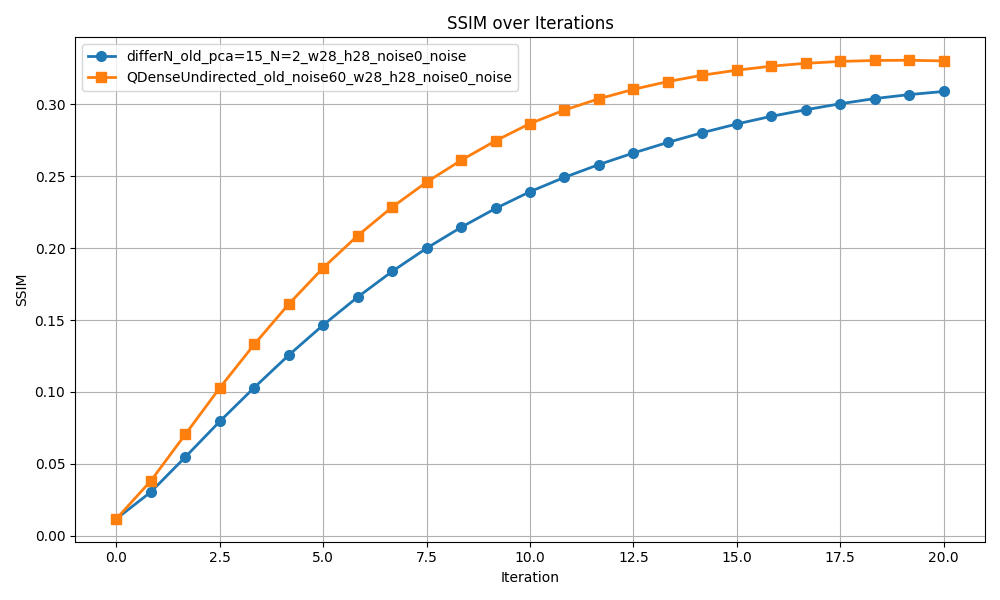 SSIM over Iterations
differN_old_pca=15_N=2_w28_h28_noise0_noise
QDenseUndirected_old_noise60_w28_h28_noise0_noise
SSIM
0.30
0.25
0.20
0.15
0.10
0.05
0.00
0.0 2.5 5.0 7.5 10.0 12.5 15.0 17.5 20.0
Iteration